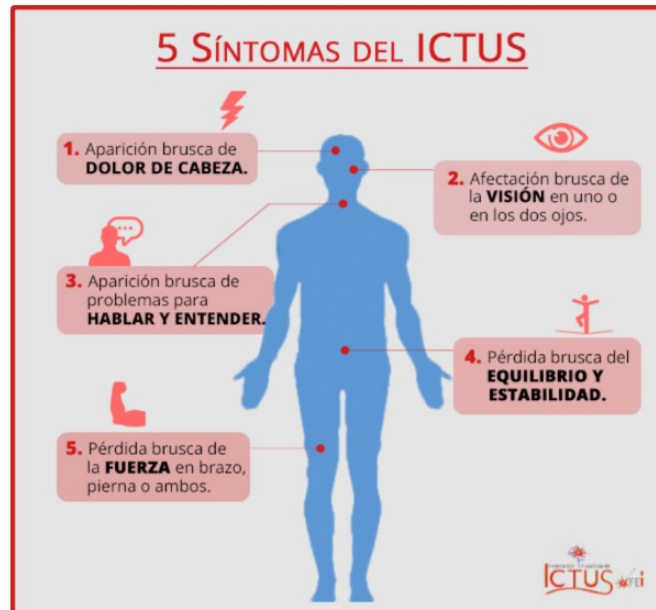 5 SÍNTOMAS DEL ICTUS
1. Aparición brusca de
DOLOR DE CABEZA.
2. Afectación brusca de
la VISIÓN en uno o
en los dos ojos.
3. Aparición brusca de
problemas para
HABLAR Y ENTENDER.
4. Pérdida brusca del
EQUILIBRIO Y
ESTABILIDAD.
5. Pérdida brusca de
la FUERZA en brazo,
pierna o ambos.
ICTUS